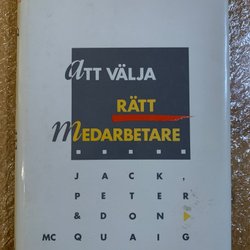 ATT VÄLJA
RÄTT
MEDARBETARE
JACK,
PETER
& DON
MC QUAIG